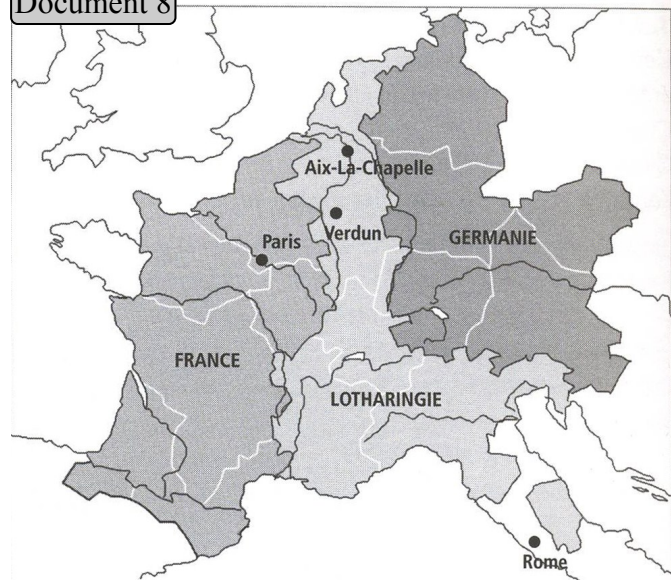 Document 8
Aix-La-Chapelle
Verdun
Paris
GERMANIE
FRANCE
LOTHARINGIE
Rome